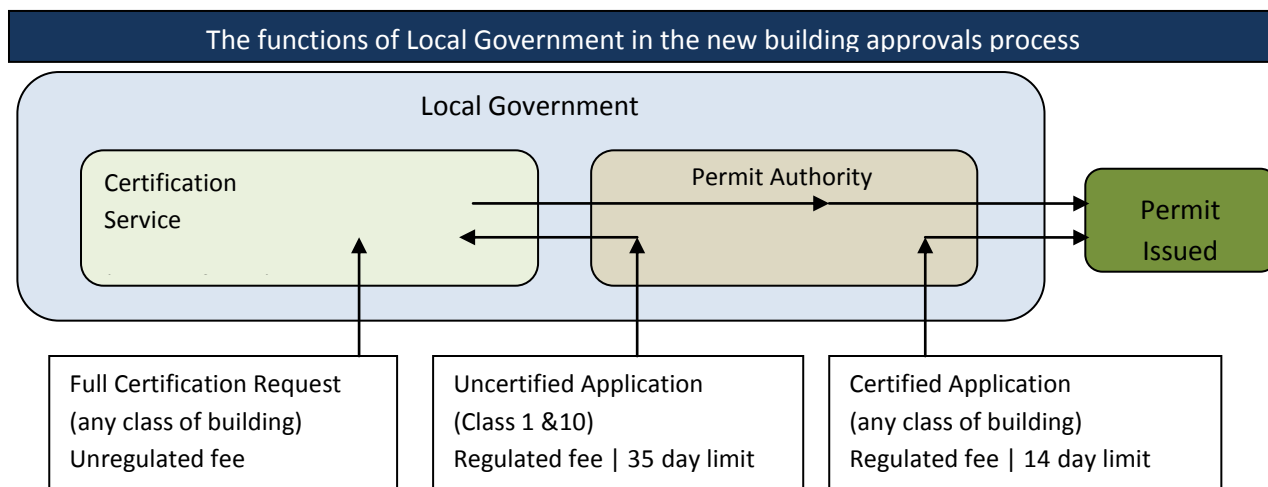 The functions of Local Government in the new building approvals process
Local Government
Certification
Service
Permit Authority
Permit
Issued
Full Certification Request
(any class of building)
Unregulated fee
Uncertified Application
(Class 1 &10)
Regulated fee | 35 day limit
Certified Application
(any class of building)
Regulated fee | 14 day limit